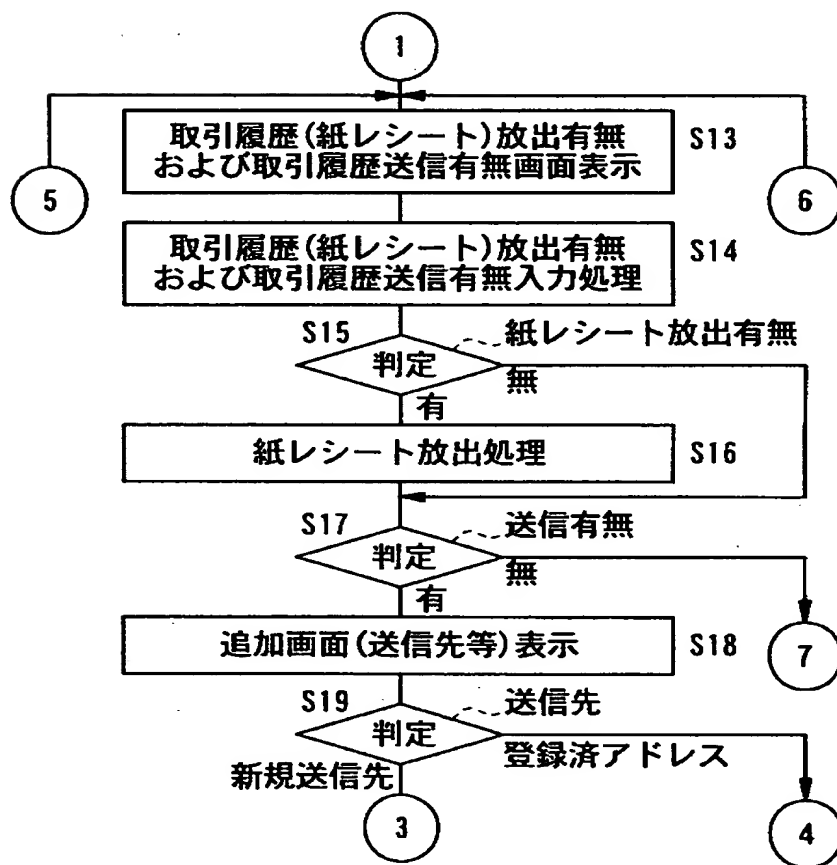 1
取引履歴(紙レシート)放出有無
および取引履歴送信有無画面表示
S13
5
6
取引履歴(紙レシート)放出有無
および取引履歴送信有無入力処理
S14
S15
紙レシート放出有無
判定
無
有
紙レシート放出処理
S16
S17
送信有無
判定
無
有
追加画面(送信先等)表示
S18
7
S19
送信先
判定
登録済アドレス
新規送信先
3
4